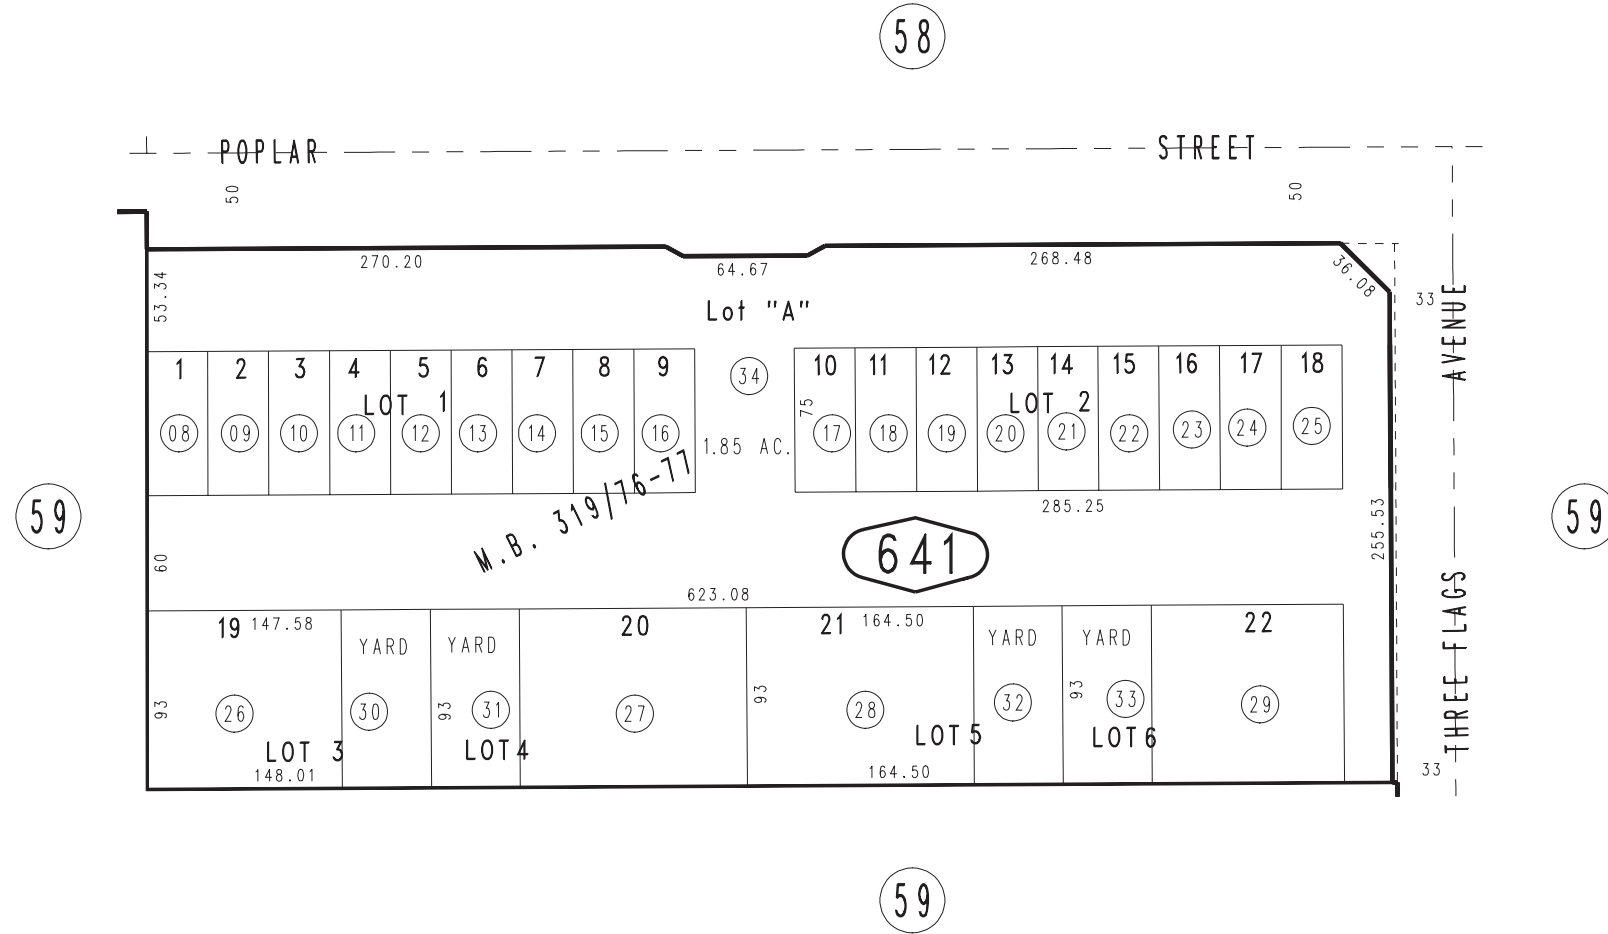 58
POPLAR STREET
50 50
270.20 64.67 268.48 36.08
53.34
Lot "A"
33
AVENUE
1 2 3 4 5 6 7 8 9 10 11 12 13 14 15 16 17 18
34
LOT 1 LOT 2
75
08 09 10 11 12 13 14 15 16 17 18 19 20 21 22 23 24 25
1.85 AC.
M.B. 319/76-77
285.25
59 59
255.53
641
60
623.08
THREE FLAGS
19 147.58 YARD YARD 20 21 164.50 YARD YARD 22
93 93 93 93
26 30 31 27 28 32 33 29
LOT 3 LOT 4 LOT 5 LOT 6
148.01 164.50
33
59